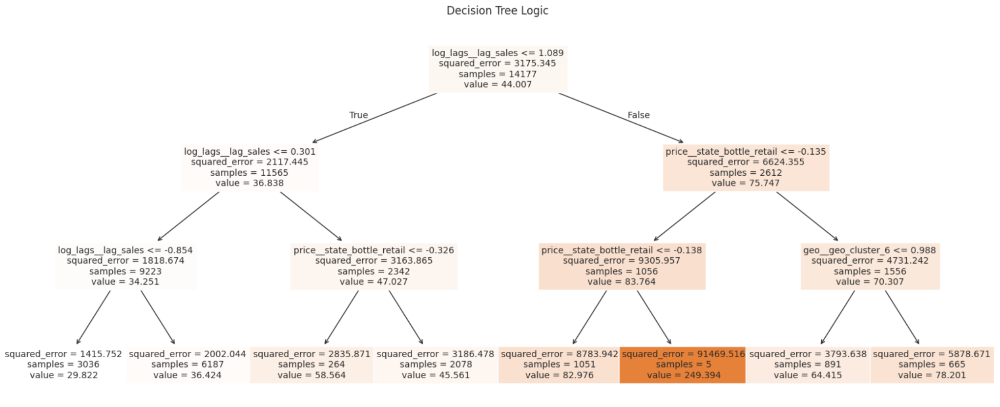 Decision Tree Logic
log_lags__lag_sales <= 1.089
squared_error = 3175.345
samples = 14177
value = 44.007
True
False
log_lags__lag_sales <= 0.301
squared_error = 2117.445
samples = 11565
value = 36.838
price__state_bottle_retail <= -0.135
squared_error = 6624.355
samples = 2612
value = 75.747
log_lags__lag_sales <= -0.854
squared_error = 1818.674
samples = 9223
value = 34.251
price__state_bottle_retail <= -0.326
squared_error = 3163.865
samples = 2342
value = 47.027
price__state_bottle_retail <= -0.138
squared_error = 9305.957
samples = 1056
value = 83.764
geo__geo_cluster_6 <= 0.988
squared_error = 4731.242
samples = 1556
value = 70.307
squared_error = 1415.752
samples = 3036
value = 29.822
squared_error = 2002.044
samples = 6187
value = 36.424
squared_error = 2835.871
samples = 264
value = 58.564
squared_error = 3186.478
samples = 2078
value = 45.561
squared_error = 8783.942
samples = 1051
value = 82.976
squared_error = 91469.516
samples = 5
value = 249.394
squared_error = 3793.638
samples = 891
value = 64.415
squared_error = 5878.671
samples = 665
value = 78.201